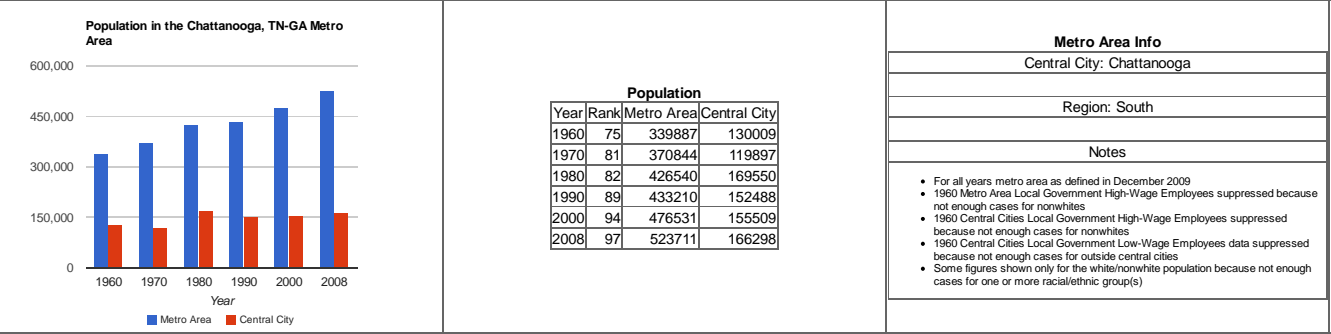 Population in the Chattanooga, TN-GA Metro
Area
600,000
450,000
300,000
150,000
0
1960 1970 1980 1990 2000 2008
Year
Metro Area Central City
Population
Year Rank Metro Area Central City
1960 75 339887 130009
1970 81 370844 119897
1980 82 426540 169550
1990 89 433210 152488
2000 94 476531 155509
2008 97 523711 166298
Metro Area Info
Central City: Chattanooga
Region: South
Notes
• For all years metro area as defined in December 2009
• 1960 Metro Area Local Government High-Wage Employees suppressed because
not enough cases for nonwhites
• 1960 Central Cities Local Government High-Wage Employees suppressed
because not enough cases for nonwhites
• 1960 Central Cities Local Government Low-Wage Employees data suppressed
because not enough cases for outside central cities
• Some figures shown only for the white/nonwhite population because not enough
cases for one or more racial/ethnic group(s)